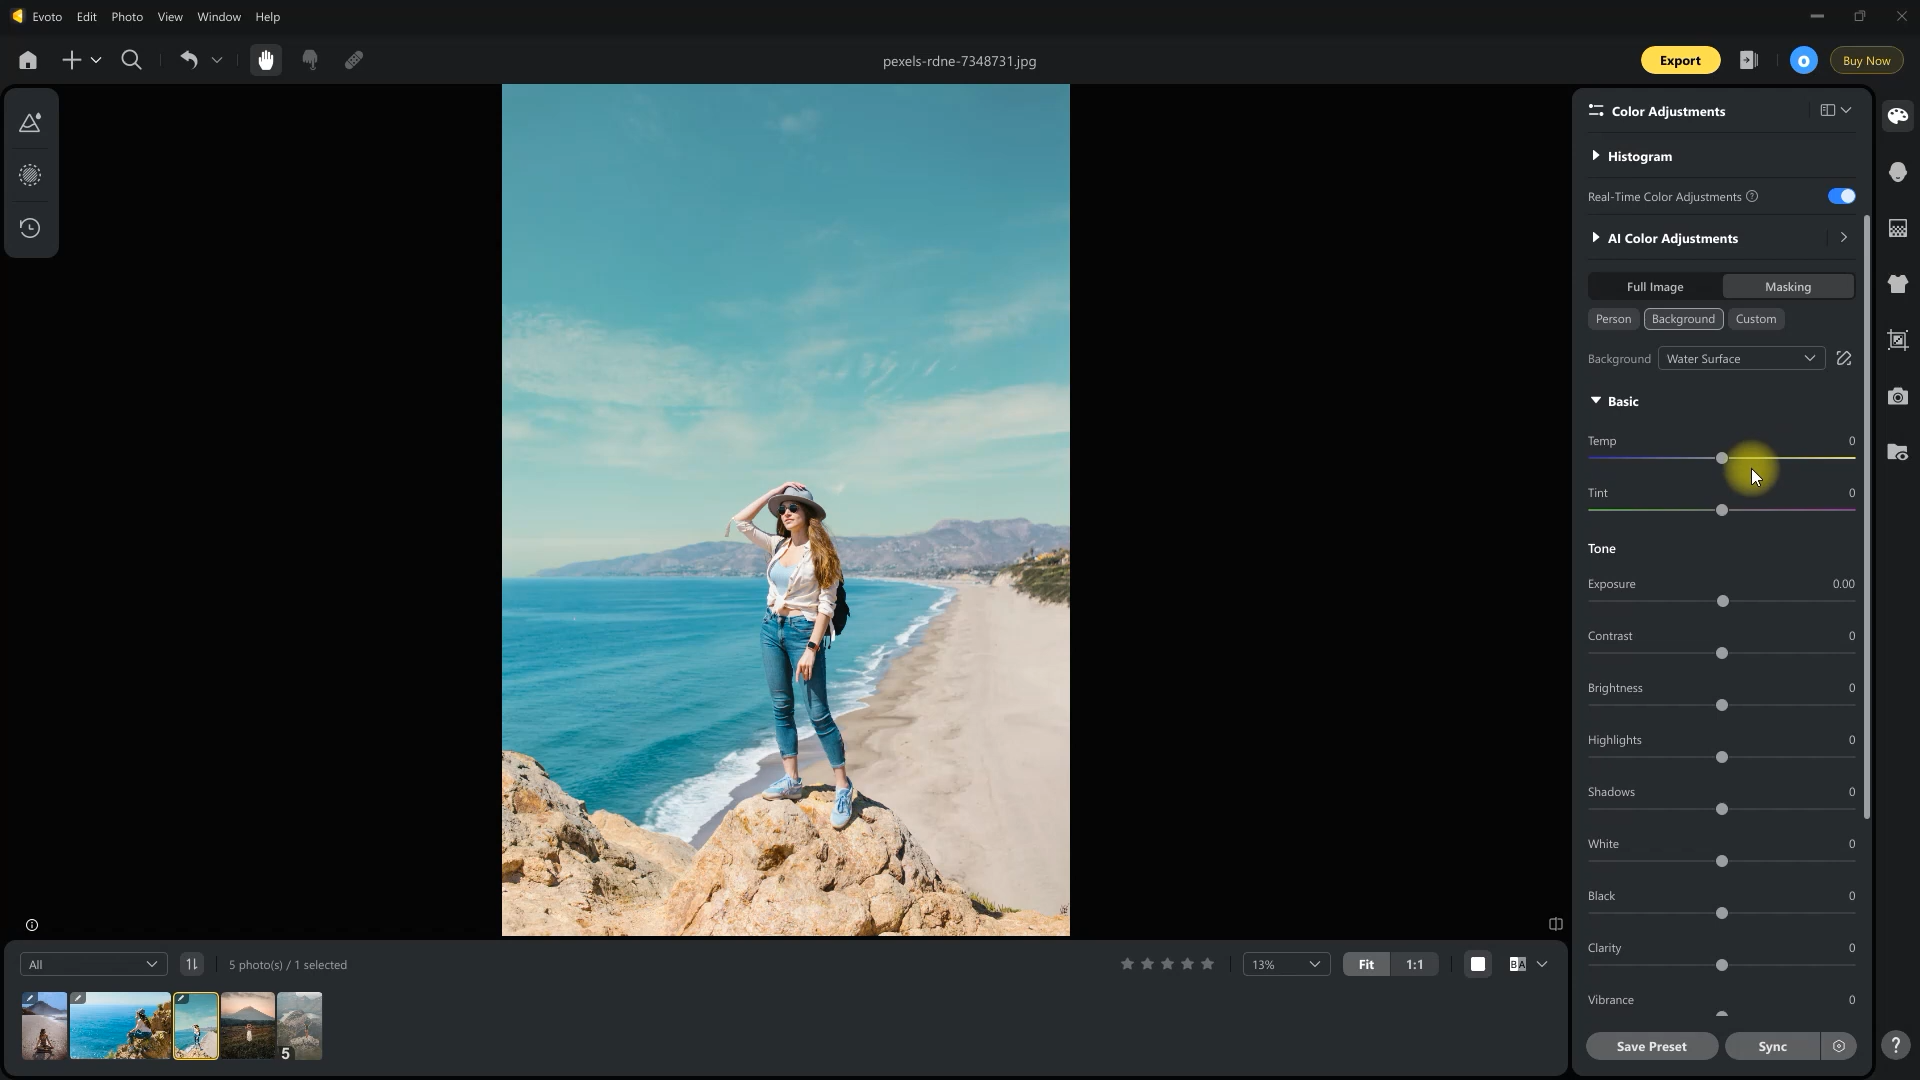 Evoto Edit Photo View Window Help
pexels-rdne-7348731.jpg
Export
O
Buy Now
Color Adjustments
Histogram
Real-Time Color Adjustments ?
AI Color Adjustments
Full Image Masking
Person Background Custom
Background Water Surface
Basic
Temp 0
Tint 0
Tone
Exposure 0.00
Contrast 0
Brightness 0
Highlights 0
Shadows 0
White 0
Black 0
Clarity 0
Vibrance 0
Save Preset Sync
?
All 5 photo(s) / 1 selected 13% Fit 1:1 BA
5